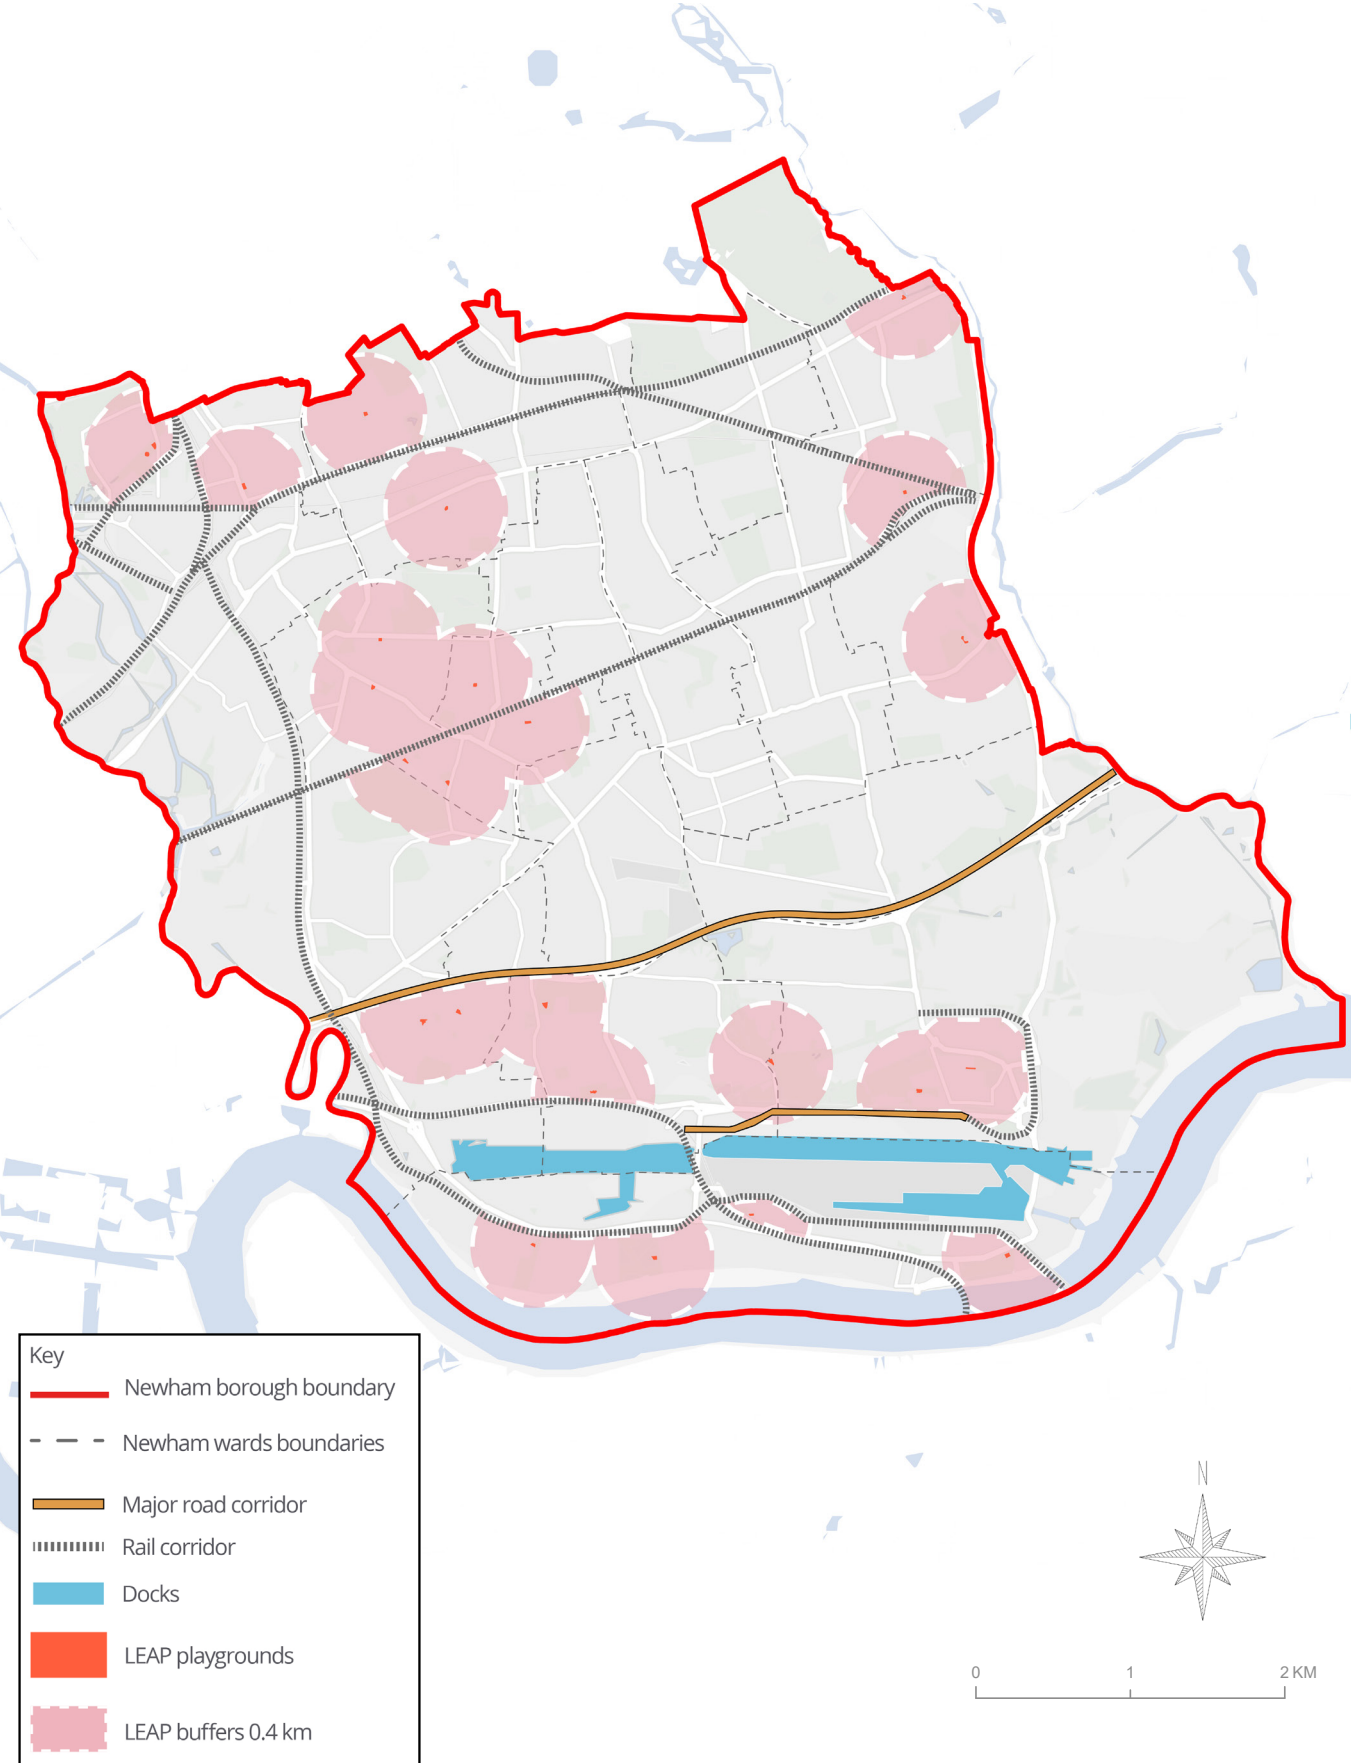 Key
Newham borough boundary
Newham wards boundaries
Major road corridor
Rail corridor
Docks
LEAP playgrounds
LEAP buffers 0.4 km
N
0 1 2 KM